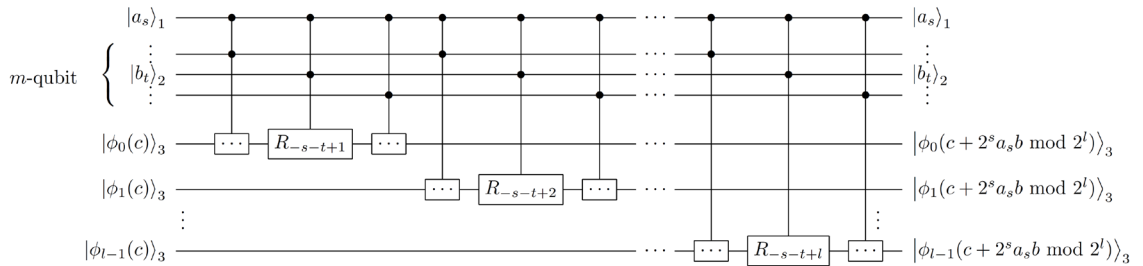 |a_s⟩_1 ⋯ |a_s⟩_1
⋮ ⋯ ⋮
m-qubit { |b_t⟩_2 ⋯ |b_t⟩_2
⋮ ⋯ ⋮
|ϕ_0(c)⟩_3 ⋯ R_{−s−t+1} ⋯ ⋯ |ϕ_0(c + 2^s a_s b mod 2^l)⟩_3
|ϕ_1(c)⟩_3 ⋯ R_{−s−t+2} ⋯ ⋯ |ϕ_1(c + 2^s a_s b mod 2^l)⟩_3
⋮ ⋮
|ϕ_{l−1}(c)⟩_3 ⋯ ⋯ R_{−s−t+l} ⋯ |ϕ_{l−1}(c + 2^s a_s b mod 2^l)⟩_3